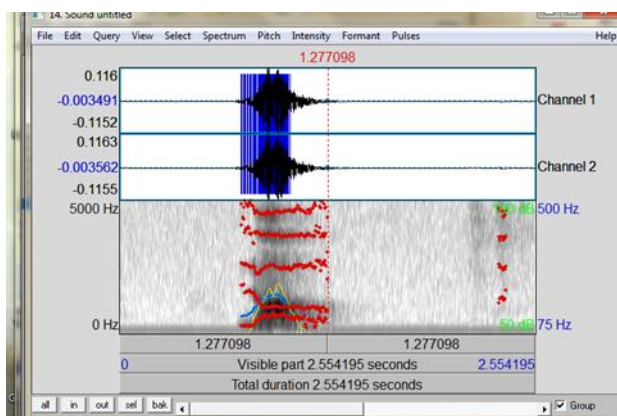 14. Sound untitled
File Edit Query View Select Spectrum Pitch Intensity Formant Pulses Help
1.277098
0.116
-0.003491
-0.1152
Channel 1
0.1163
-0.003562
-0.1155
Channel 2
5000 Hz
500 Hz
0 Hz
50 dB
75 Hz
1.277098 1.277098
0 Visible part 2.554195 seconds 2.554195
Total duration 2.554195 seconds
all in out sel bak Group